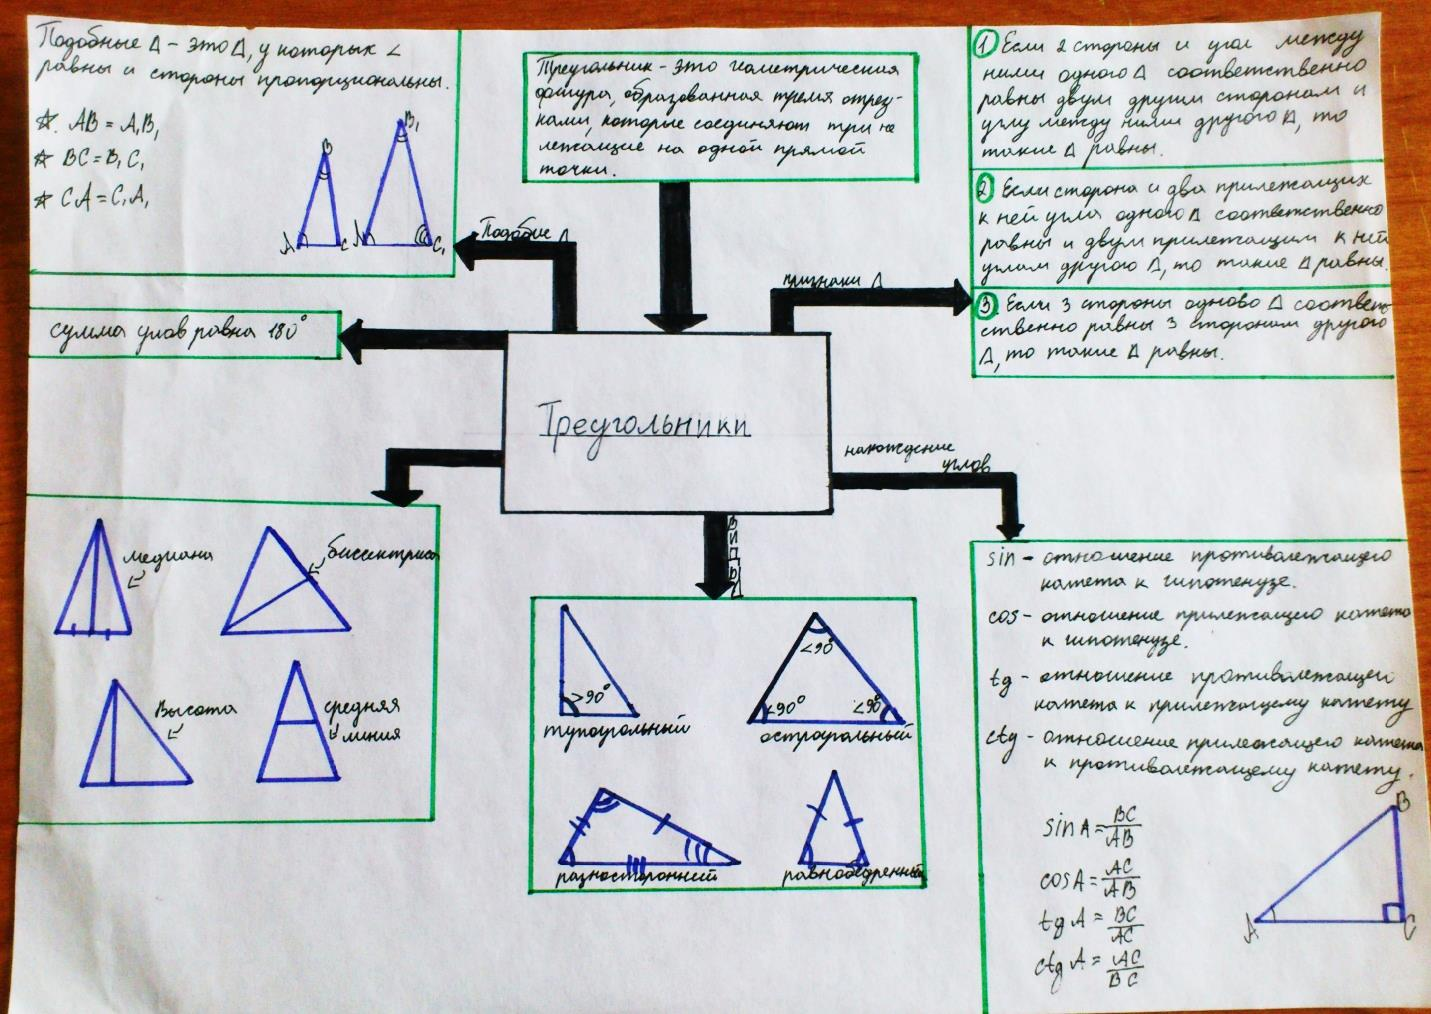 Подобные Δ - это Δ, у которых ∠
равны и стороны пропорциональны.
☆ AB = A₁B₁
☆ BC = B₁C₁
☆ CA = C₁A₁
B
A
C
B₁
A₁
C₁
Подобие Δ
Треугольник - это геометрическия
фигура, образованная тремя отрез-
ками, которые соединяют три не
лежащие на одной прямой
точки.
признаки Δ
1 Если 2 стороны и угол между
ними одного Δ соответственно
равны двум другим сторонам и
углу между ними другого Δ, то
такие Δ равны.
2 Если сторона и два прилежащих
к ней угла одного Δ соответственно
равны и двум прилежащим к ней
углам другого Δ, то такие Δ равны.
3. Если 3 стороны одново Δ соответ-
ственно равны 3 сторонам другого
Δ, то такие Δ равны.
сумма углов равна 180°
Треугольники
нахождение
углов
виды Δ
медиана
биссектриса
Высота
средняя
линия
>90°
тупоугольный
<90°
<90°
<90°
остроугольный
разносторонний
равнобедренный
sin - отношение противолежащего
катета к гипотенузе.
cos - отношение прилежащего катета
к гипотенузе.
tg - отношение противолежащего
катета к прилежащему катету
ctg - отношение прилежащего катета
к противолежащему катету.
sin A = BC/AB
cos A = AC/AB
tg A = BC/AC
ctg A = AC/BC
B
A
C